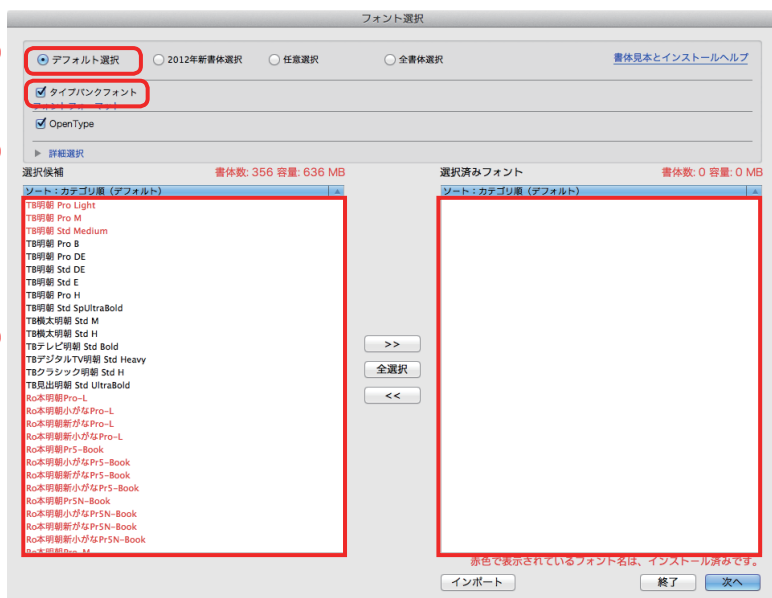 フォント選択
デフォルト選択 2012年新書体選択 任意選択 全書体選択 書体見本とインストールヘルプ
タイプバンクフォント
フォントフォーマット
OpenType
詳細選択
選択候補 書体数: 356 容量: 636 MB
ソート：カテゴリ順（デフォルト）
TB明朝 Pro Light
TB明朝 Pro M
TB明朝 Std Medium
TB明朝 Pro B
TB明朝 Pro DE
TB明朝 Std DE
TB明朝 Std E
TB明朝 Pro H
TB明朝 Std SpUltraBold
TB横太明朝 Std M
TB横太明朝 Std H
TBテレビ明朝 Std Bold
TBデジタルTV明朝 Std Heavy
TBクラシック明朝 Std H
TB見出明朝 Std UltraBold
Ro本明朝Pro-L
Ro本明朝小がなPro-L
Ro本明朝新がなPro-L
Ro本明朝新小がなPro-L
Ro本明朝Pr5-Book
Ro本明朝小がなPr5-Book
Ro本明朝新がなPr5-Book
Ro本明朝新小がなPr5-Book
Ro本明朝Pr5N-Book
Ro本明朝小がなPr5N-Book
Ro本明朝新がなPr5N-Book
Ro本明朝新小がなPr5N-Book
Ro本明朝Pro-M
>>
全選択
<<
選択済みフォント 書体数: 0 容量: 0 MB
ソート：カテゴリ順（デフォルト）
赤色で表示されているフォント名は、インストール済みです。
インポート 終了 次へ